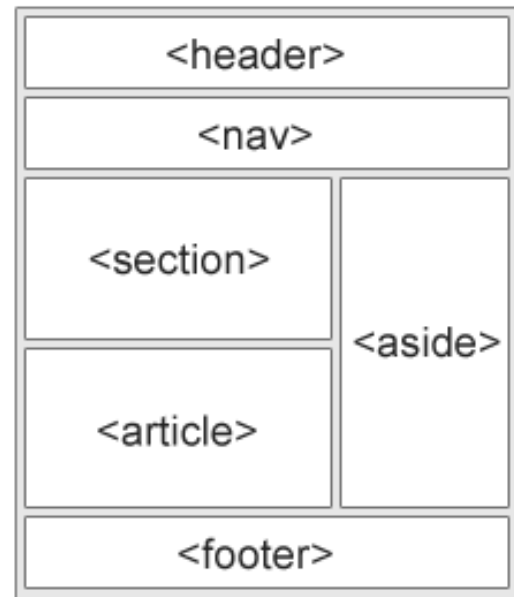 <header>
<nav>
<section>
<aside>
<article>
<footer>